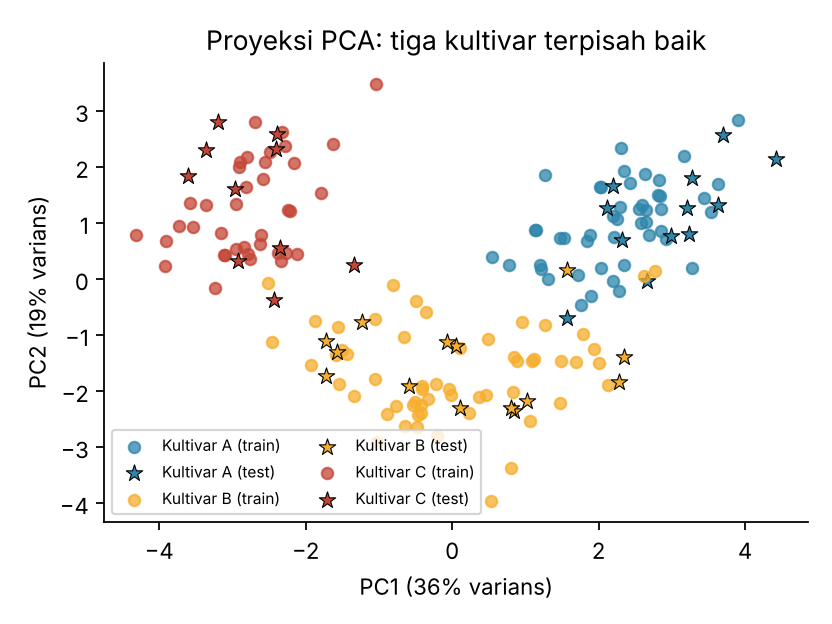 Proyeksi PCA: tiga kultivar terpisah baik
PC2 (19% varians)
3
2
1
0
−1
−2
−3
−4
Kultivar A (train)
Kultivar A (test)
Kultivar B (train)
Kultivar B (test)
Kultivar C (train)
Kultivar C (test)
−4
−2
0
2
4
PC1 (36% varians)